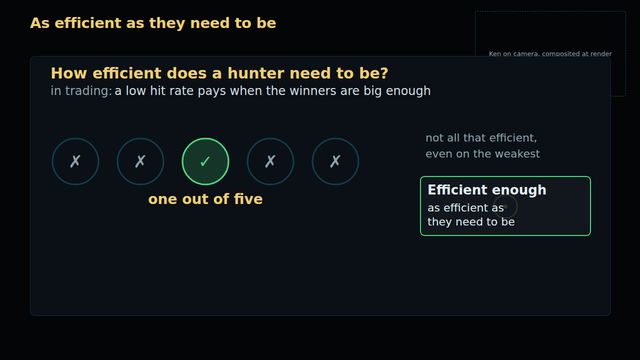 As efficient as they need to be
Ken on camera, composited at render
How efficient does a hunter need to be?
in trading: a low hit rate pays when the winners are big enough
✗ ✗ ✓ ✗ ✗
one out of five
not all that efficient,
even on the weakest
Efficient enough
as efficient as
they need to be